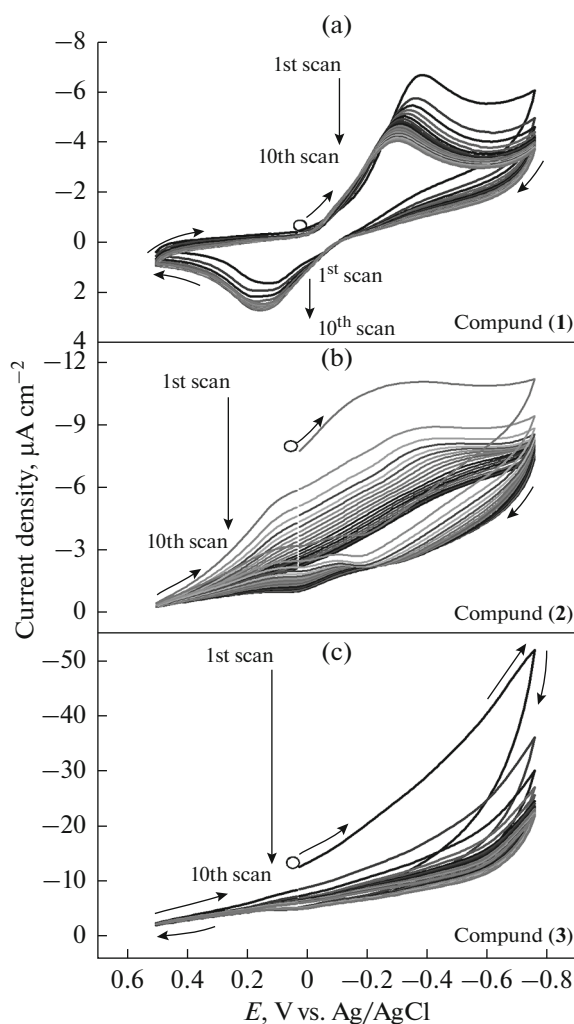 (a)
−8
−6
−4
−2
0
2
4
1st scan
10th scan
1st scan
10th scan
Compund (1)
(b)
−12
−9
−6
−3
0
1st scan
10th scan
Compund (2)
(c)
−50
−40
−30
−20
−10
0
1st scan
10th scan
Compund (3)
Current density, μA cm−2
0.6 0.4 0.2 0 −0.2 −0.4 −0.6 −0.8
E, V vs. Ag/AgCl